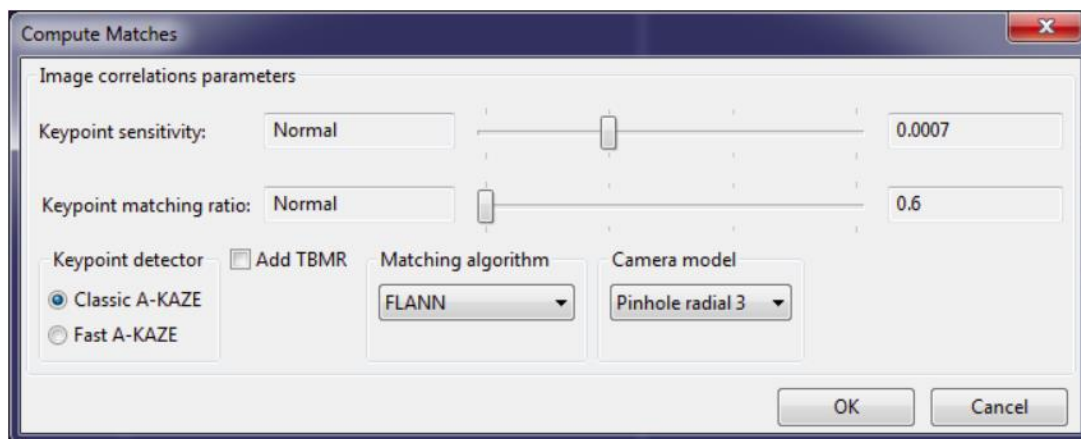 Compute Matches
x
Image correlations parameters
Keypoint sensitivity: Normal 0.0007
Keypoint matching ratio: Normal 0.6
Keypoint detector Add TBMR Matching algorithm Camera model
Classic A-KAZE FLANN Pinhole radial 3
Fast A-KAZE
OK Cancel